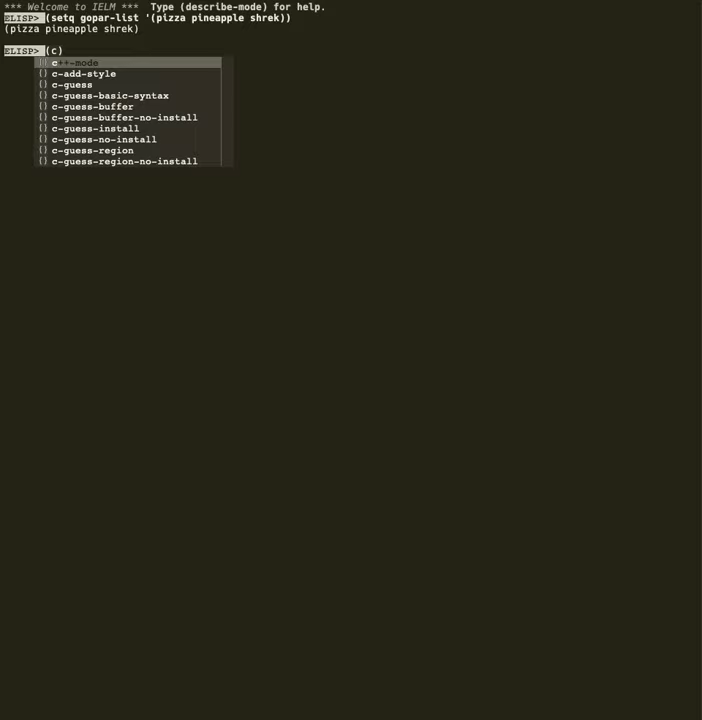 *** Welcome to IELM ***  Type (describe-mode) for help.
ELISP> (setq gopar-list '(pizza pineapple shrek))
(pizza pineapple shrek)
ELISP> (c)
() c++-mode
() c-add-style
() c-guess
() c-guess-basic-syntax
() c-guess-buffer
() c-guess-buffer-no-install
() c-guess-install
() c-guess-no-install
() c-guess-region
() c-guess-region-no-install